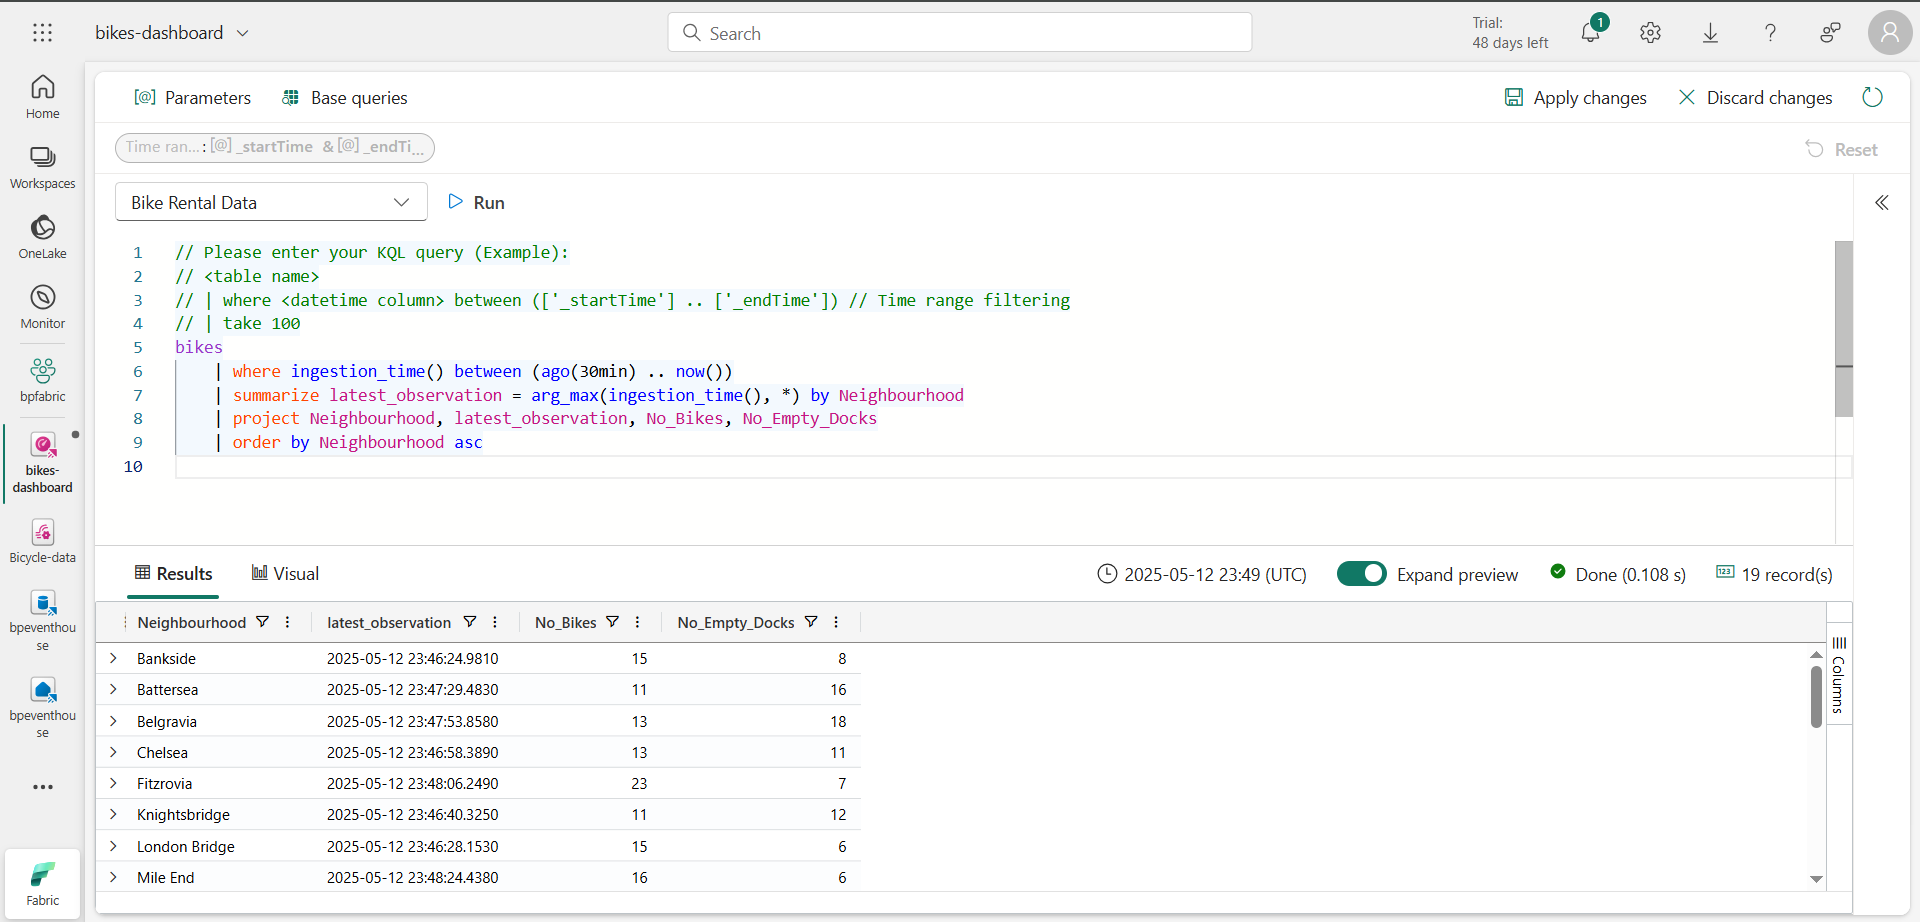 bikes-dashboard
Search
Trial:
48 days left
1
Home
Workspaces
OneLake
Monitor
bpfabric
bikes-
dashboard
Bicycle-data
bpeventhou
se
bpeventhou
se
Fabric
[@] Parameters
Base queries
Apply changes
Discard changes
Time ran... : [@] _startTime & [@] _endTi...
Reset
Bike Rental Data
Run
1 // Please enter your KQL query (Example):
2 // <table name>
3 // | where <datetime column> between (['_startTime'] .. ['_endTime']) // Time range filtering
4 // | take 100
5 bikes
6 | where ingestion_time() between (ago(30min) .. now())
7 | summarize latest_observation = arg_max(ingestion_time(), *) by Neighbourhood
8 | project Neighbourhood, latest_observation, No_Bikes, No_Empty_Docks
9 | order by Neighbourhood asc
10
Results
Visual
2025-05-12 23:49 (UTC)
Expand preview
Done (0.108 s)
123 19 record(s)
Neighbourhood latest_observation No_Bikes No_Empty_Docks
Bankside 2025-05-12 23:46:24.9810 15 8
Battersea 2025-05-12 23:47:29.4830 11 16
Belgravia 2025-05-12 23:47:53.8580 13 18
Chelsea 2025-05-12 23:46:58.3890 13 11
Fitzrovia 2025-05-12 23:48:06.2490 23 7
Knightsbridge 2025-05-12 23:46:40.3250 11 12
London Bridge 2025-05-12 23:46:28.1530 15 6
Mile End 2025-05-12 23:48:24.4380 16 6
Columns